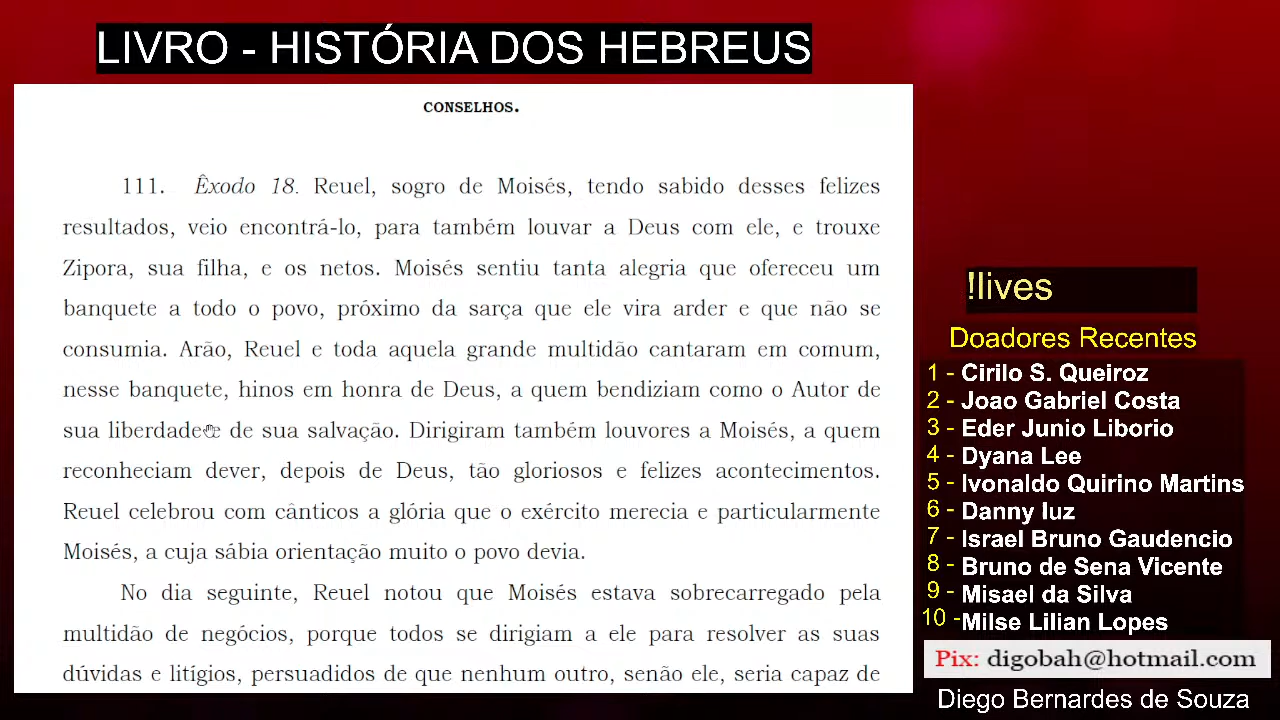 LIVRO - HISTÓRIA DOS HEBREUS
CONSELHOS.
111. Êxodo 18. Reuel, sogro de Moisés, tendo sabido desses felizes
resultados, veio encontrá-lo, para também louvar a Deus com ele, e trouxe
Zipora, sua filha, e os netos. Moisés sentiu tanta alegria que ofereceu um
banquete a todo o povo, próximo da sarça que ele vira arder e que não se
consumia. Arão, Reuel e toda aquela grande multidão cantaram em comum,
nesse banquete, hinos em honra de Deus, a quem bendiziam como o Autor de
sua liberdade e de sua salvação. Dirigiram também louvores a Moisés, a quem
reconheciam dever, depois de Deus, tão gloriosos e felizes acontecimentos.
Reuel celebrou com cânticos a glória que o exército merecia e particularmente
Moisés, a cuja sábia orientação muito o povo devia.
No dia seguinte, Reuel notou que Moisés estava sobrecarregado pela
multidão de negócios, porque todos se dirigiam a ele para resolver as suas
dúvidas e litígios, persuadidos de que nenhum outro, senão ele, seria capaz de
!lives
Doadores Recentes
1 - Cirilo S. Queiroz
2 - Joao Gabriel Costa
3 - Eder Junio Liborio
4 - Dyana Lee
5 - Ivonaldo Quirino Martins
6 - Danny luz
7 - Israel Bruno Gaudencio
8 - Bruno de Sena Vicente
9 - Misael da Silva
10 - Milse Lilian Lopes
Pix: digobah@hotmail.com
Diego Bernardes de Souza